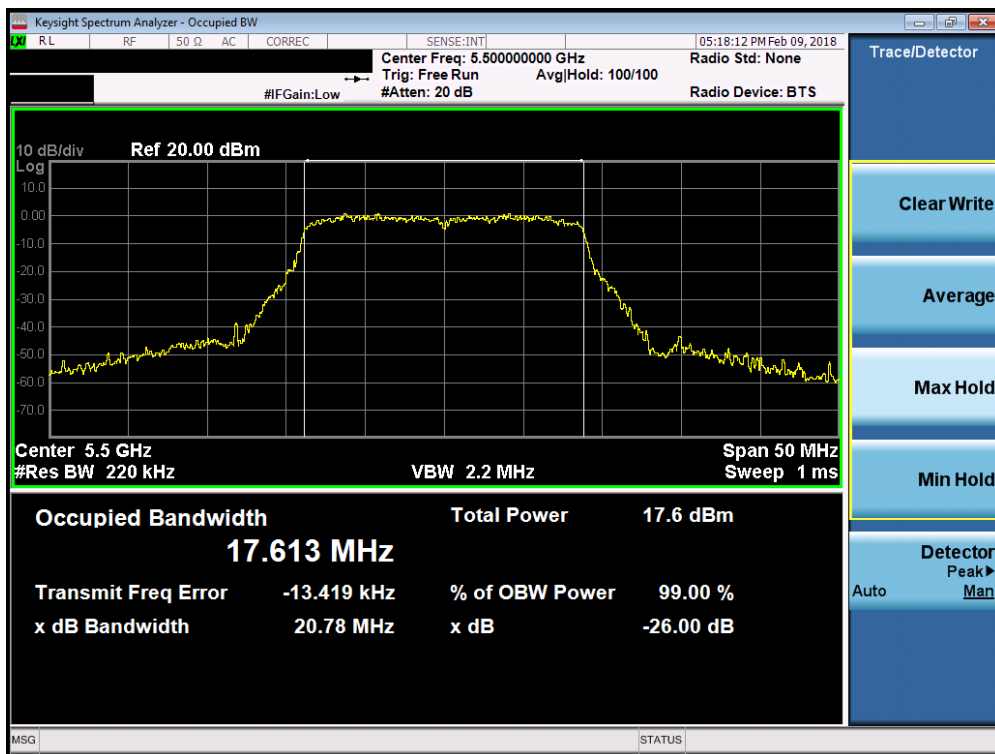 Keysight Spectrum Analyzer - Occupied BW
LXI RL RF 50 Ω AC CORREC SENSE:INT 05:18:12 PM Feb 09, 2018
Center Freq: 5.500000000 GHz Radio Std: None
Trig: Free Run Avg|Hold: 100/100
#IFGain:Low #Atten: 20 dB Radio Device: BTS
10 dB/div Ref 20.00 dBm
Log
10.0
0.00
-10.0
-20.0
-30.0
-40.0
-50.0
-60.0
-70.0
Center 5.5 GHz Span 50 MHz
#Res BW 220 kHz VBW 2.2 MHz Sweep 1 ms
Occupied Bandwidth Total Power 17.6 dBm
17.613 MHz
Transmit Freq Error -13.419 kHz % of OBW Power 99.00 %
x dB Bandwidth 20.78 MHz x dB -26.00 dB
Trace/Detector
Clear Write
Average
Max Hold
Min Hold
Detector
Peak▶
Auto Man
MSG STATUS